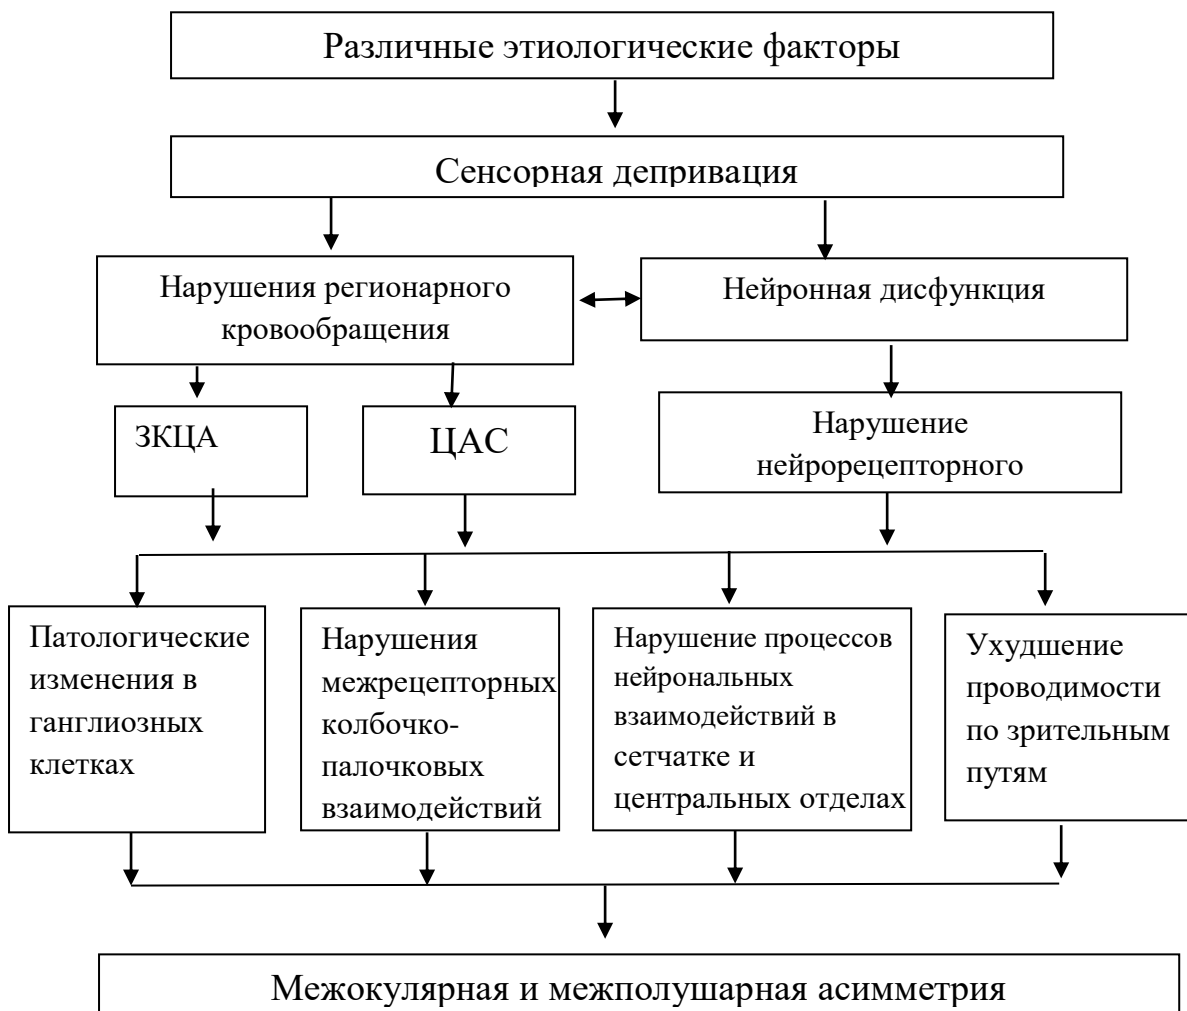 Различные этиологические факторы
Сенсорная депривация
Нарушения регионарного
кровообращения
Нейронная дисфункция
ЗКЦА
ЦАС
Нарушение
нейрорецепторного
Патологические
изменения в
ганглиозных
клетках
Нарушения
межрецепторных
колбочко-
палочковых
взаимодействий
Нарушение процессов
нейрональных
взаимодействий в
сетчатке и
центральных отделах
Ухудшение
проводимости
по зрительным
путям
Межокулярная и межполушарная асимметрия